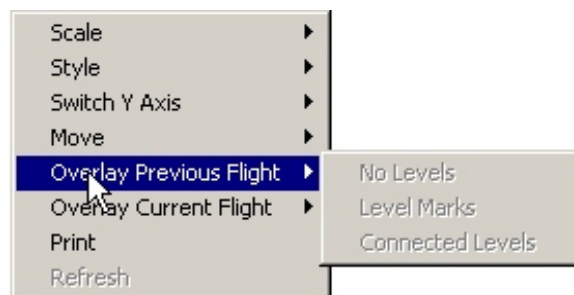 Scale
Style
Switch Y Axis
Move
Overlay Previous Flight
Overlay Current Flight
Print
Refresh
No Levels
Level Marks
Connected Levels